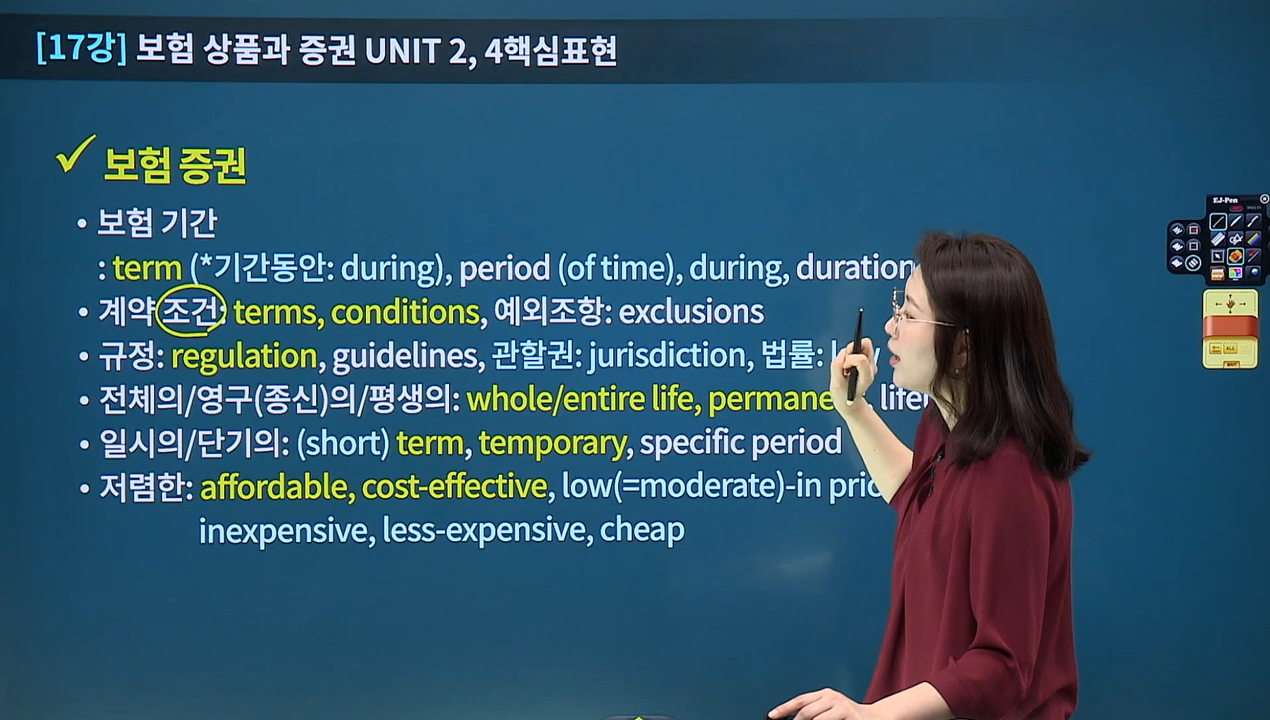 [17강] 보험 상품과 증권 UNIT 2, 4핵심표현
✓ 보험 증권
• 보험 기간
: term (*기간동안: during), period (of time), during, duration
• 계약 조건: terms, conditions, 예외조항: exclusions
• 규정: regulation, guidelines, 관할권: jurisdiction, 법률:
• 전체의/영구(종신)의/평생의: whole/entire life,
• 일시의/단기의: (short) term, temporary, specific period
• 저렴한: affordable, cost-effective, low(=moderate)-in
inexpensive, less-expensive, cheap
EJ-Pen
ALL